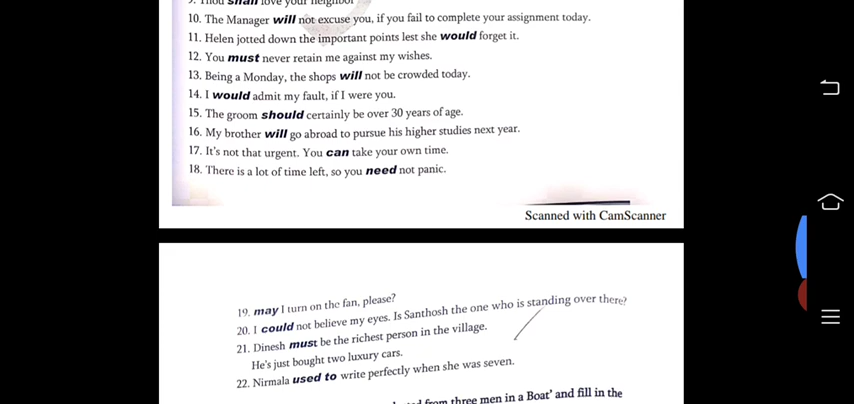 9. Thou shall love your neighbor
10. The Manager will not excuse you, if you fail to complete your assignment today.
11. Helen jotted down the important points lest she would forget it.
12. You must never retain me against my wishes.
13. Being a Monday, the shops will not be crowded today.
14. I would admit my fault, if I were you.
15. The groom should certainly be over 30 years of age.
16. My brother will go abroad to pursue his higher studies next year.
17. It's not that urgent. You can take your own time.
18. There is a lot of time left, so you need not panic.
Scanned with CamScanner
19. may I turn on the fan, please?
20. I could not believe my eyes. Is Santhosh the one who is standing over there?
21. Dinesh must be the richest person in the village.
He's just bought two luxury cars.
22. Nirmala used to write perfectly when she was seven.
from three men in a Boat' and fill in the